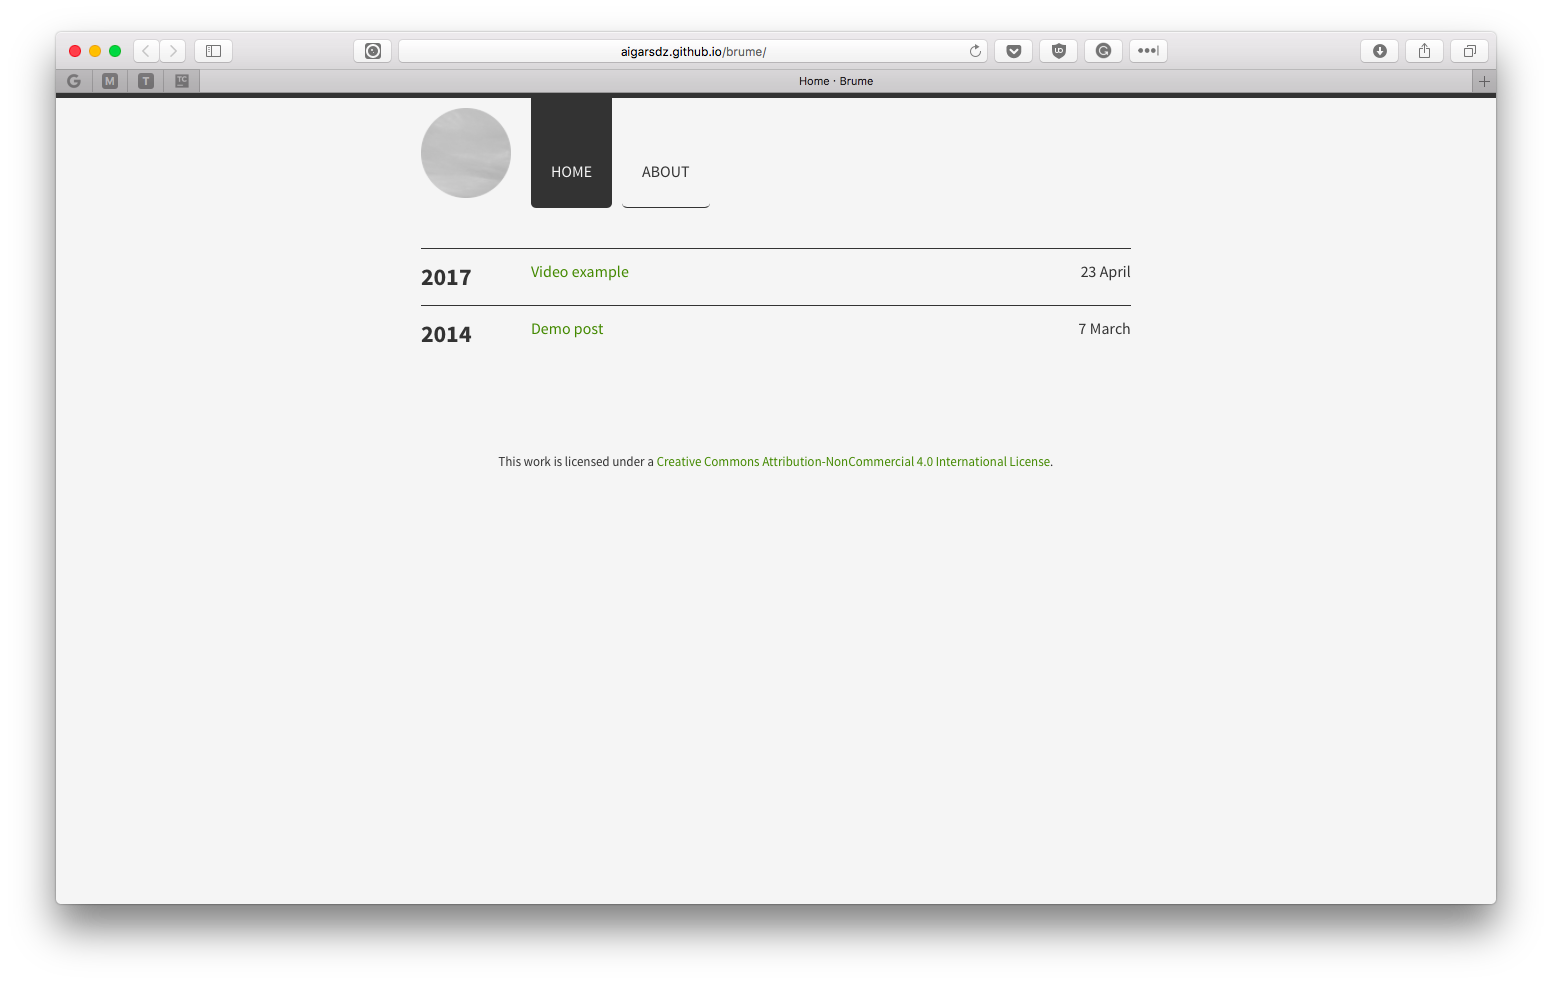 aigarsdz.github.io/brume/
G M T TC Home · Brume
HOME ABOUT
2017 Video example 23 April
2014 Demo post 7 March
This work is licensed under a Creative Commons Attribution-NonCommercial 4.0 International License.